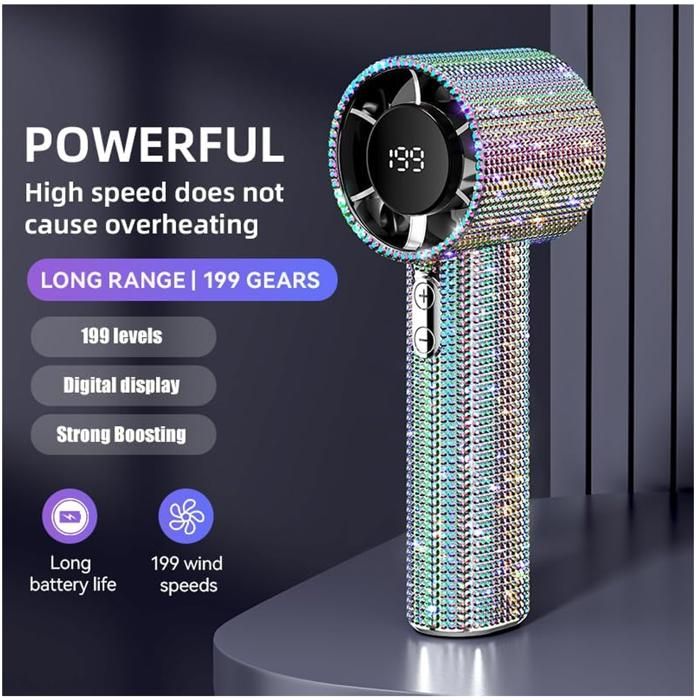 POWERFUL
High speed does not
cause overheating
LONG RANGE | 199 GEARS
199 levels
Digital display
Strong Boosting
Long
battery life
199 wind
speeds
199
+
−